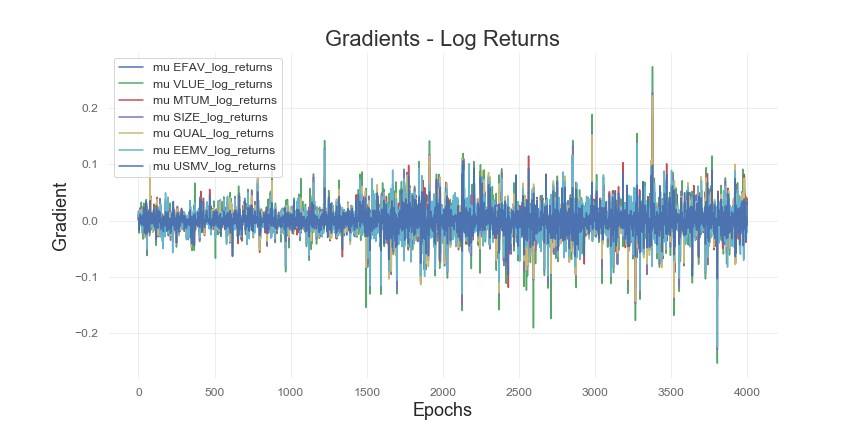 Gradients - Log Returns
mu EFAV_log_returns
mu VLUE_log_returns
mu MTUM_log_returns
mu SIZE_log_returns
mu QUAL_log_returns
mu EEMV_log_returns
mu USMV_log_returns
0.2
0.1
0.0
−0.1
−0.2
Gradient
0 500 1000 1500 2000 2500 3000 3500 4000
Epochs